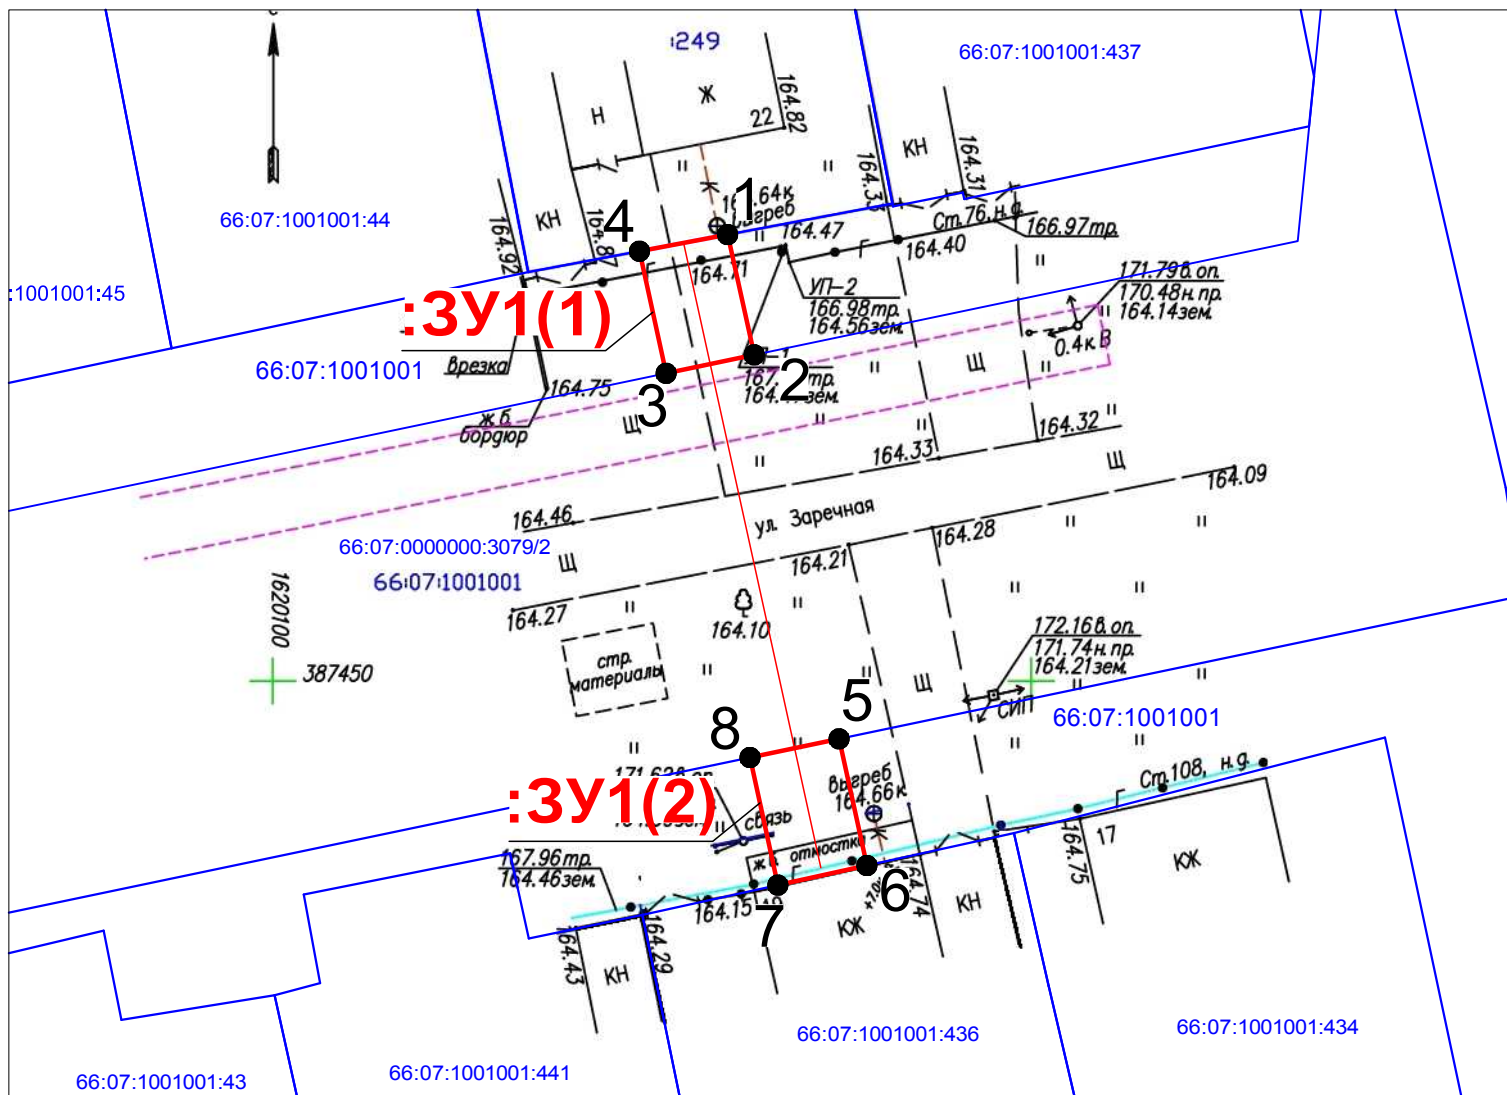 :249
66:07:1001001:437
Ж
Н
22
164.82
КН
164.31
164.33
66:07:1001001:44
КН
164.92
164.87
К
4
1
выгреб
164.47
Ст.76, н.д.
166.97тр.
164.40
164.71
:1001001:45
УП-2
166.98тр.
164.56зем.
171.79в.оп.
170.48н.пр.
164.14зем.
0.4кВ
:ЗУ1(1)
66:07:1001001
врезка
164.75
ж.б.
бордюр
3
2
Щ
Щ
164.32
164.33
Щ
164.09
164.46
ул. Заречная
164.28
66:07:0000000:3079/2
Щ
66:07:1001001
164.21
1620100
387450
164.27
164.10
стр.
материалы
172.16в.оп.
171.74н.пр.
164.21зем.
Щ
СИП
66:07:1001001
8
5
:ЗУ1(2)
связь
выгреб
164.66к
К
отмостка
Ст.108, н.д.
17
164.75
КЖ
167.96тр.
164.46зем.
164.15
7
6
164.74
КН
КЖ
164.43
164.29
КН
66:07:1001001:436
66:07:1001001:434
66:07:1001001:43
66:07:1001001:441